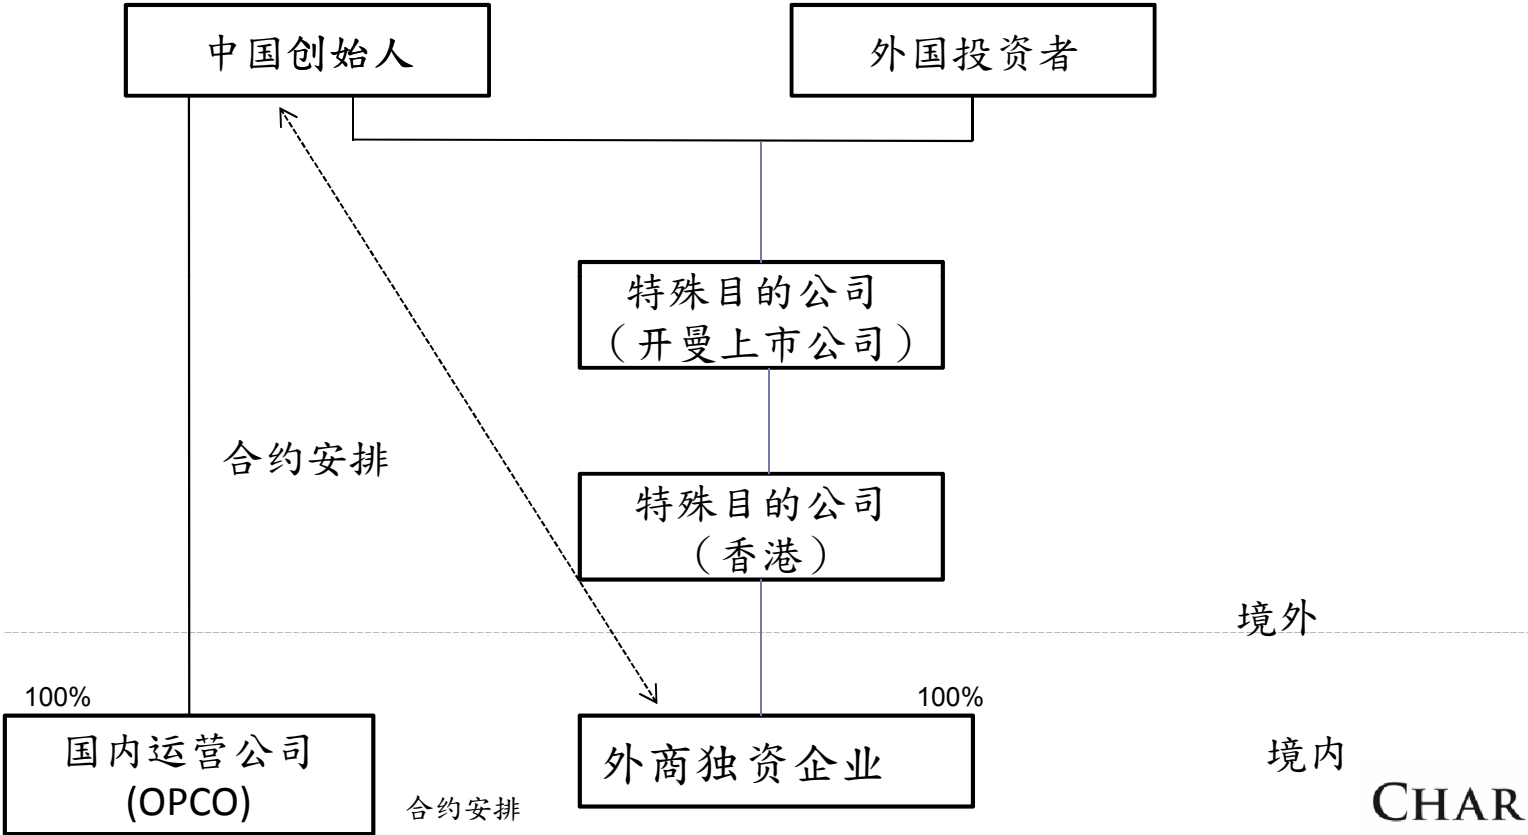 中国创始人
外国投资者
特殊目的公司
（开曼上市公司）
合约安排
特殊目的公司
（香港）
境外
100%
100%
国内运营公司
(OPCO)
外商独资企业
境内
合约安排
CHAR